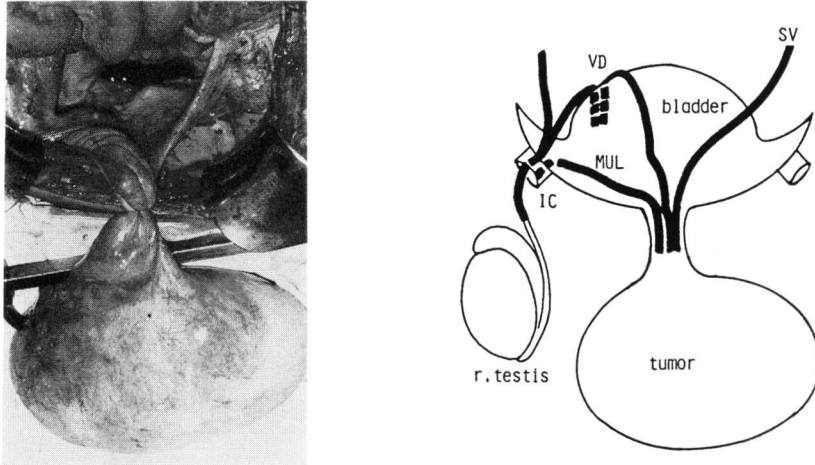 SV
VD
bladder
MUL
IC
r.testis
tumor